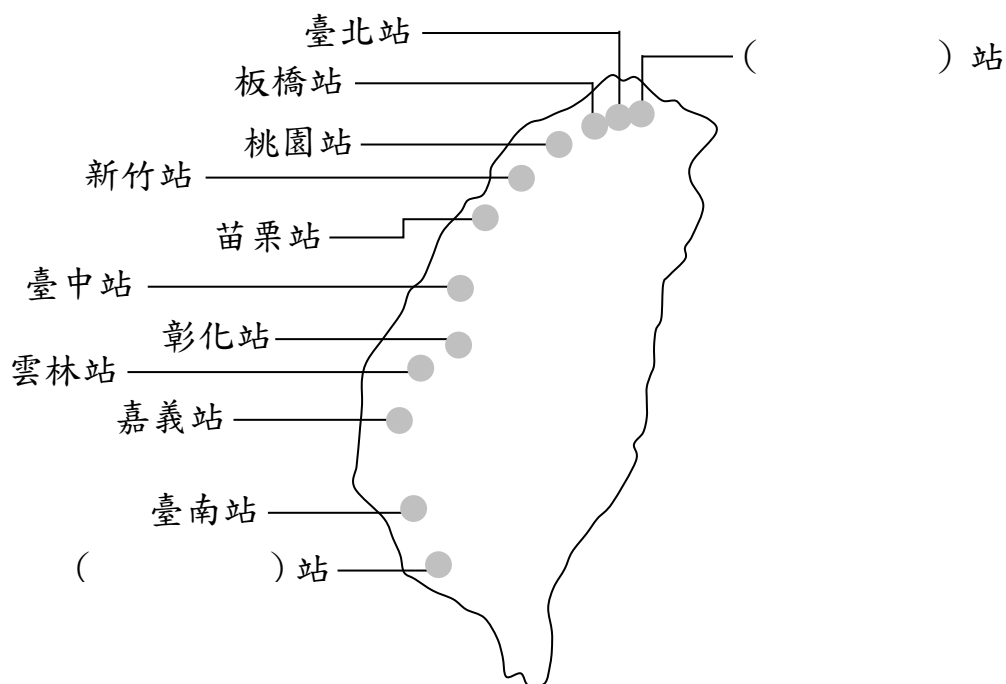 臺北站
(　　　　)站
板橋站
桃園站
新竹站
苗栗站
臺中站
彰化站
雲林站
嘉義站
臺南站
(　　　　)站